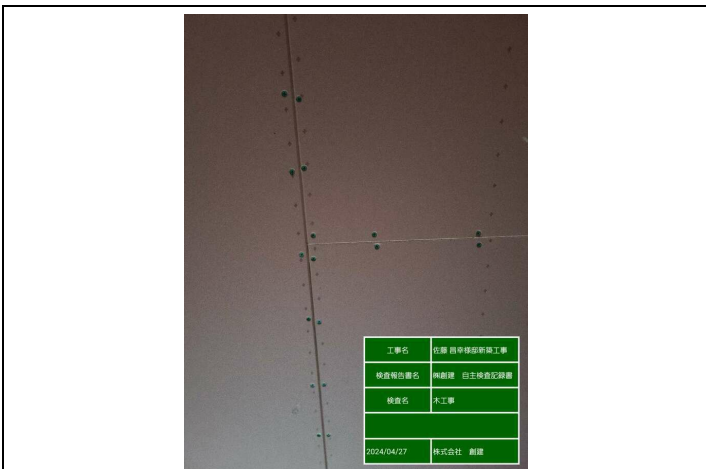 工事名 佐藤 昌幸様邸新築工事
検査報告書名 ㈱創建 自主検査記録書
検査名 木工事
2024/04/27 株式会社 創建